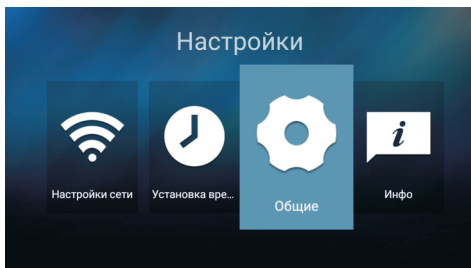 Настройки
Настройки сети
Установка вре...
Общие
Инфо